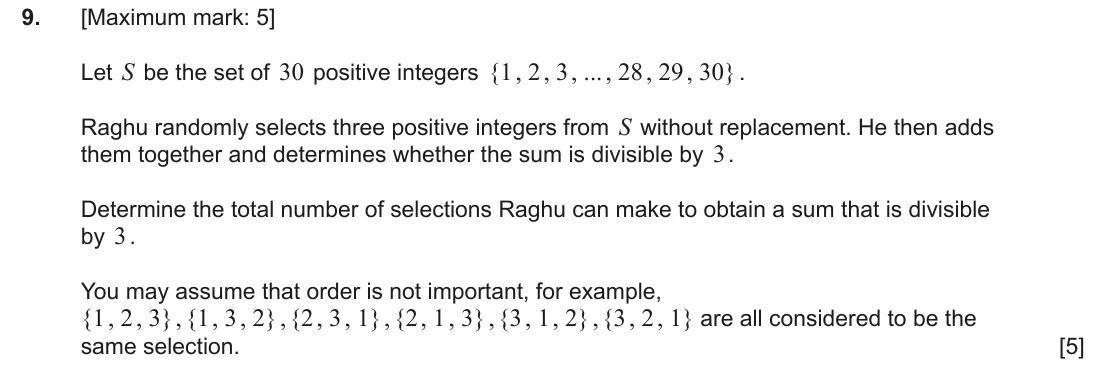 9. [Maximum mark: 5]
Let S be the set of 30 positive integers {1, 2, 3, ..., 28, 29, 30}.
Raghu randomly selects three positive integers from S without replacement. He then adds
them together and determines whether the sum is divisible by 3.
Determine the total number of selections Raghu can make to obtain a sum that is divisible
by 3.
You may assume that order is not important, for example,
{1, 2, 3}, {1, 3, 2}, {2, 3, 1}, {2, 1, 3}, {3, 1, 2}, {3, 2, 1} are all considered to be the
same selection. [5]